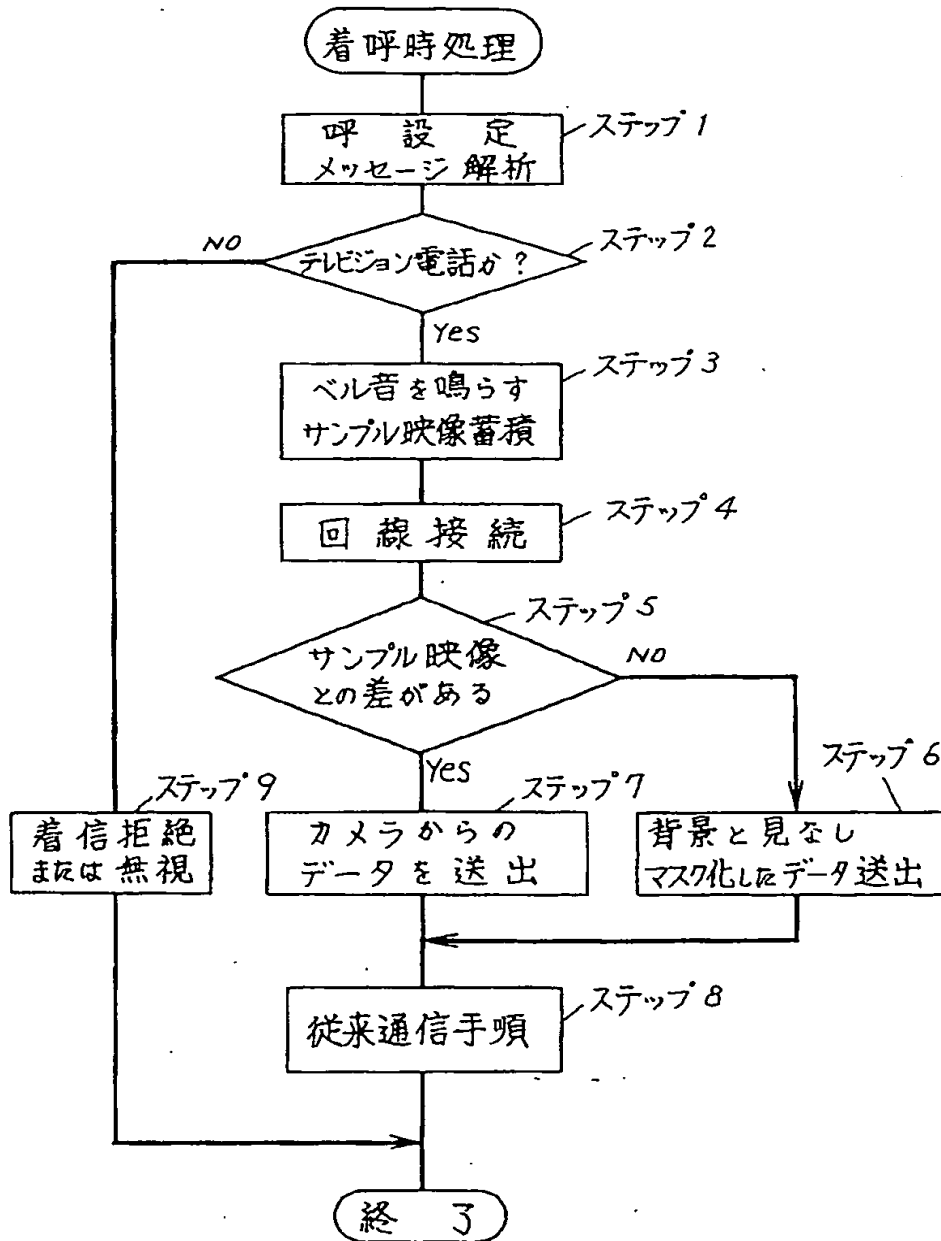 着呼時処理
ステップ1
呼設定
メッセージ解析
ステップ2
NO
テレビジョン電話か?
Yes
ステップ3
ベル音を鳴らす
サンプル映像蓄積
ステップ4
回線接続
ステップ5
サンプル映像
との差がある
NO
Yes
ステップ9
着信拒絶
または無視
ステップ7
カメラからの
データを送出
ステップ6
背景と見なし
マスク化したデータ送出
ステップ8
従来通信手順
終了